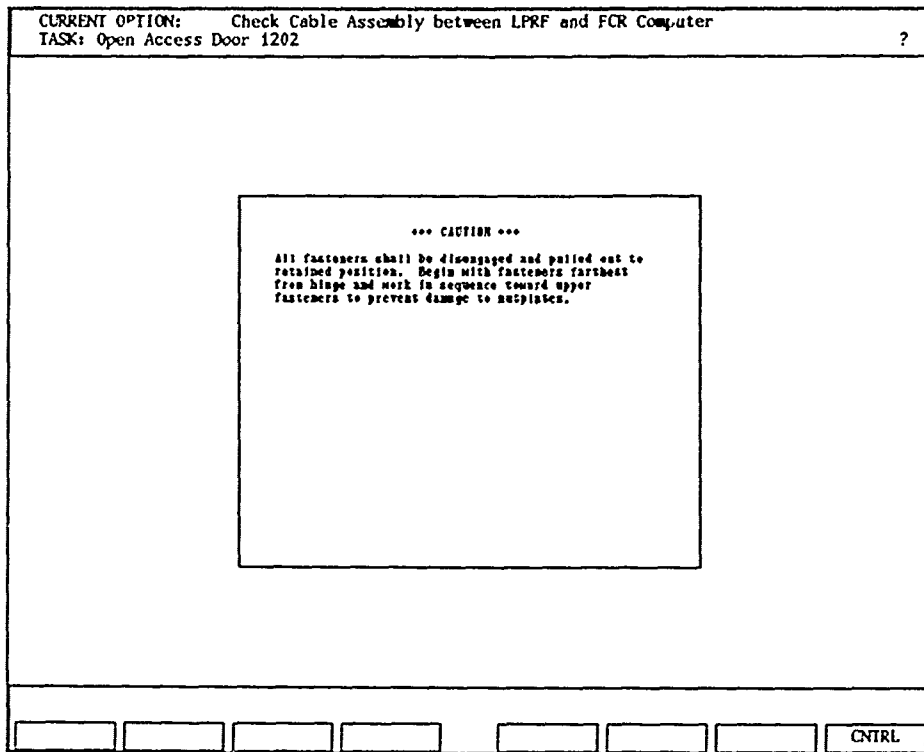 CURRENT OPTION: Check Cable Assembly between LPRF and FCR Computer
TASK: Open Access Door 1202 ?
*** CAUTION ***
All fasteners shall be disengaged and pulled out to
retained position. Begin with fasteners farthest
from hinge and work in sequence toward upper
fasteners to prevent damage to nutplates.
CNTRL